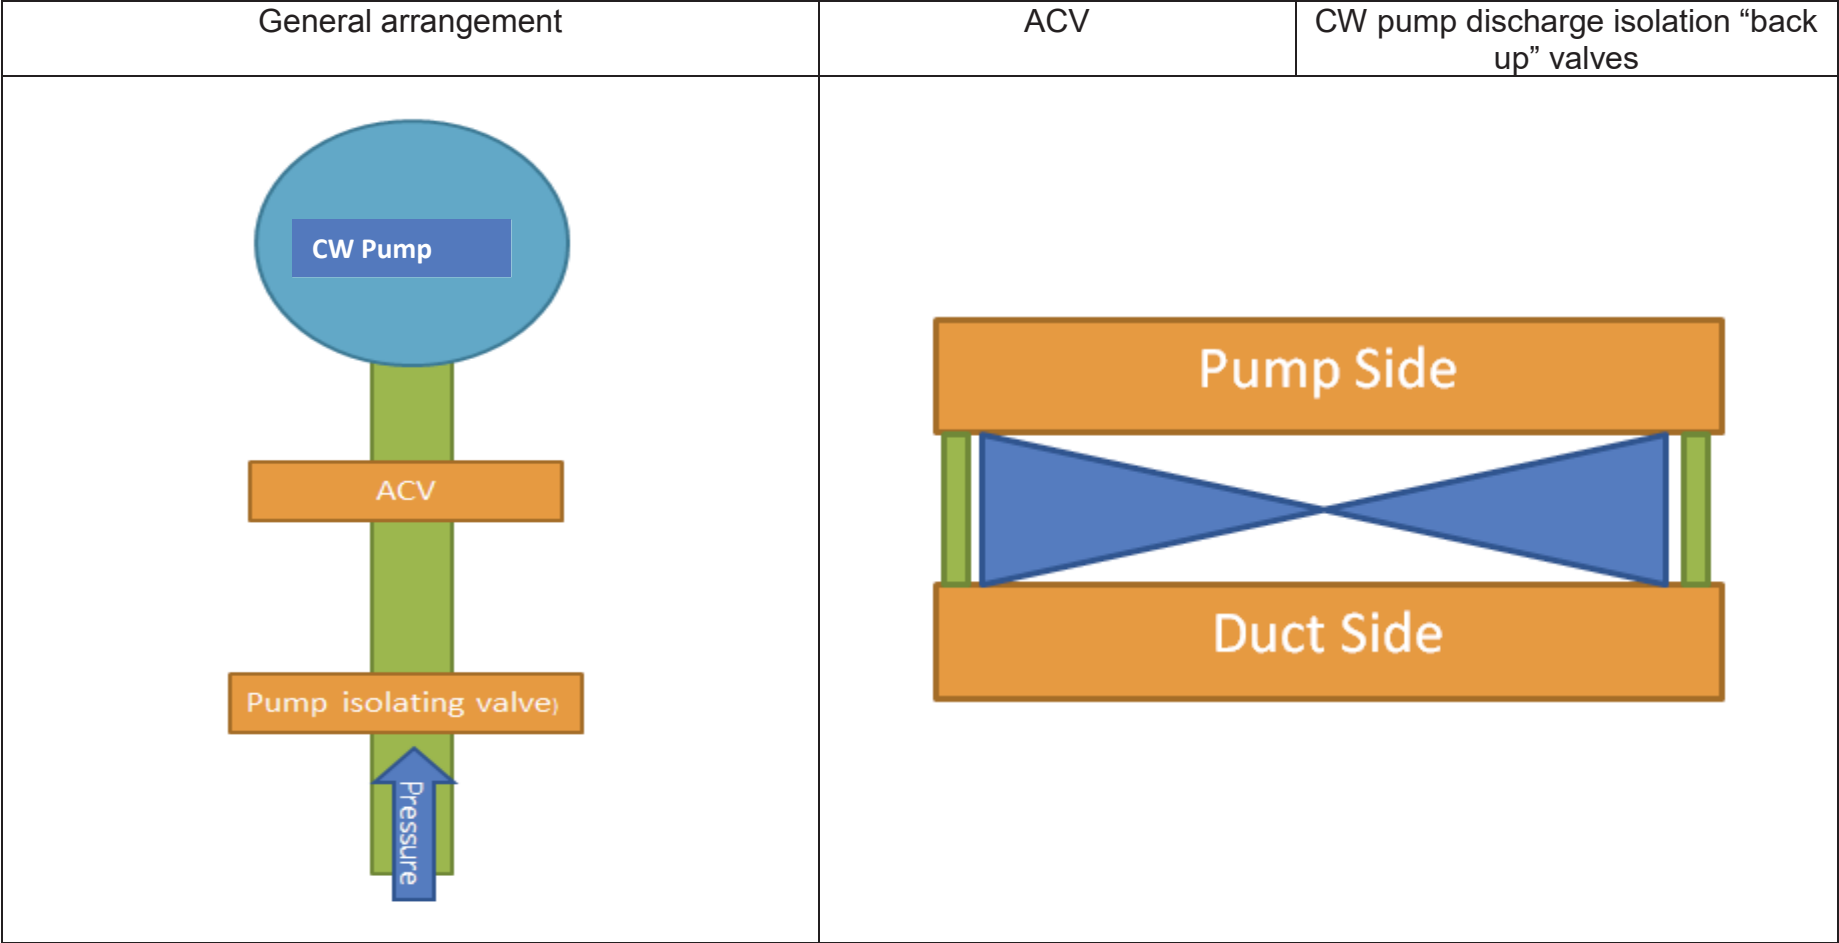 General arrangement
ACV
CW pump discharge isolation “back
up” valves
CW Pump
ACV
Pump isolating valve)
Pressure
Pump Side
Duct Side